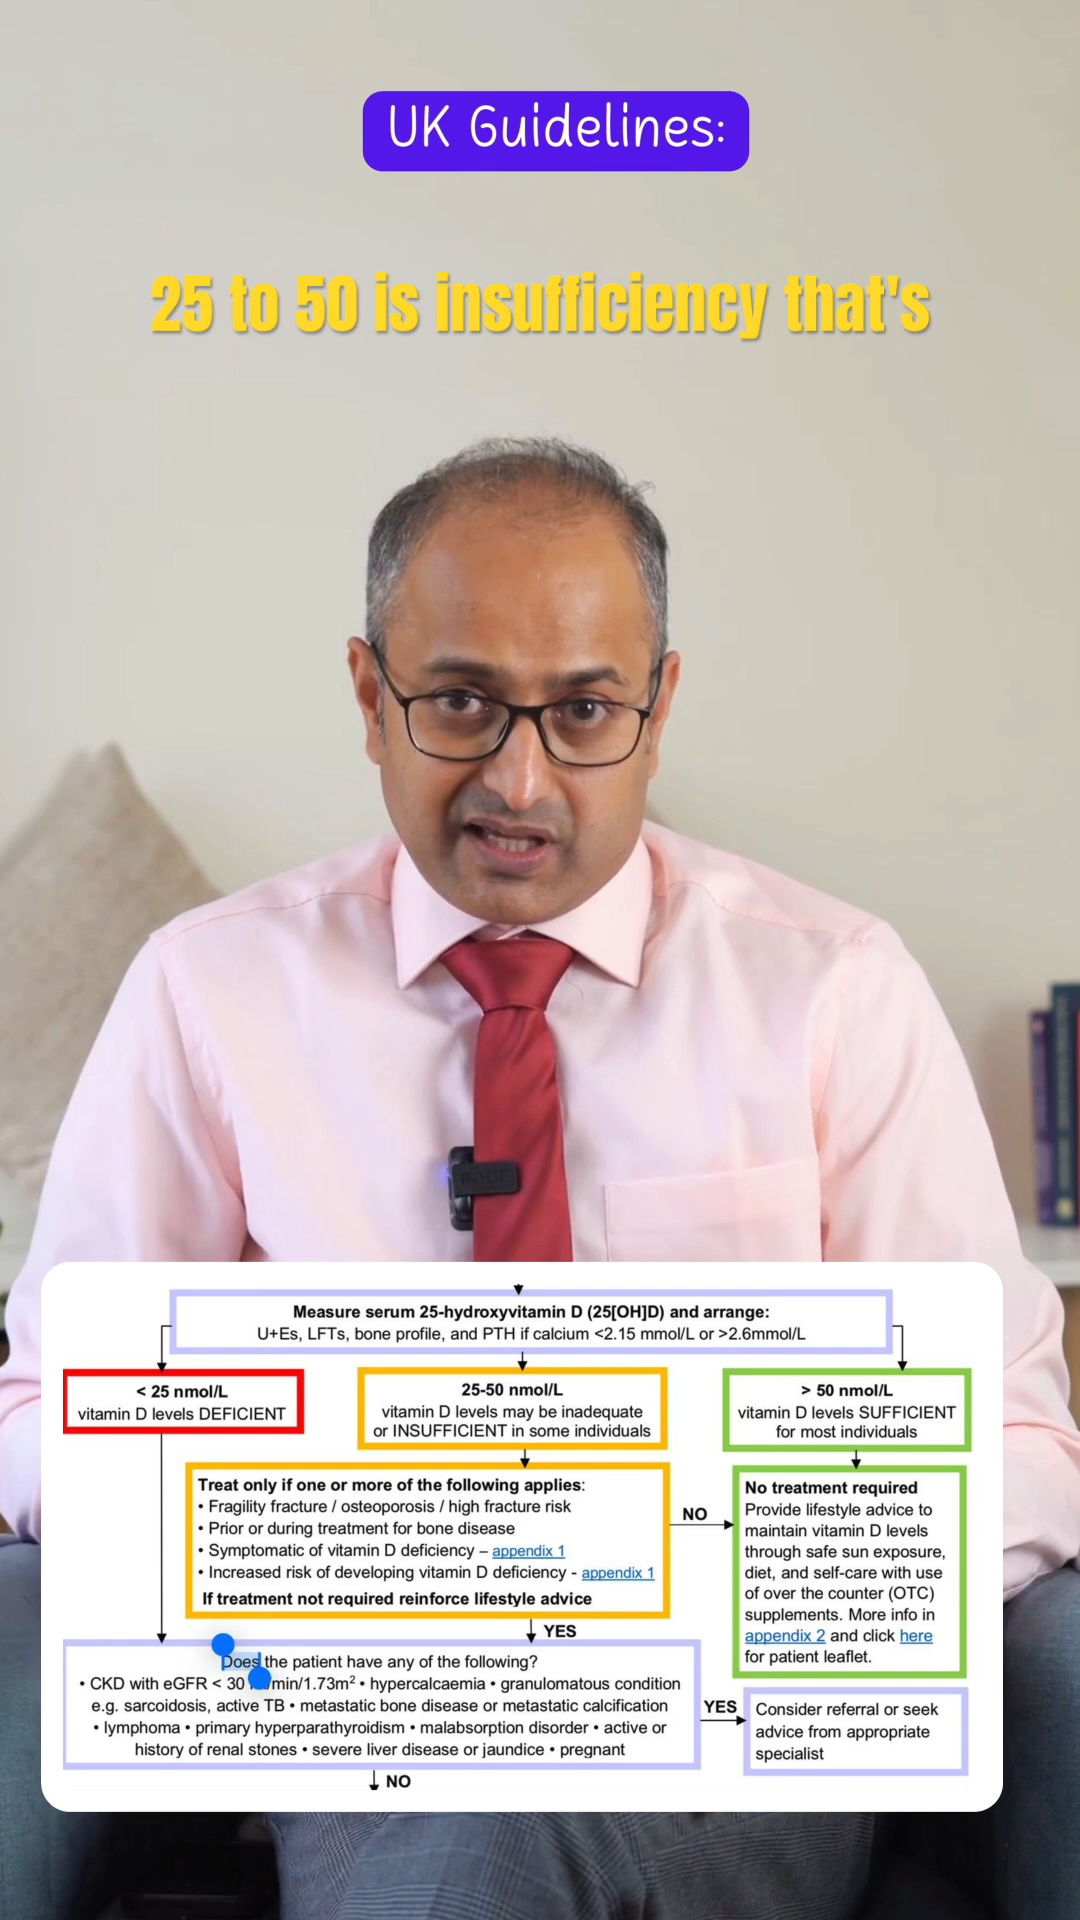 UK Guidelines:
25 to 50 is insufficiency that's
RODE
Measure serum 25-hydroxyvitamin D (25[OH]D) and arrange:
U+Es, LFTs, bone profile, and PTH if calcium <2.15 mmol/L or >2.6mmol/L
< 25 nmol/L
vitamin D levels DEFICIENT
25-50 nmol/L
vitamin D levels may be inadequate
or INSUFFICIENT in some individuals
> 50 nmol/L
vitamin D levels SUFFICIENT
for most individuals
Treat only if one or more of the following applies:
• Fragility fracture / osteoporosis / high fracture risk
• Prior or during treatment for bone disease
• Symptomatic of vitamin D deficiency – appendix 1
• Increased risk of developing vitamin D deficiency - appendix 1
If treatment not required reinforce lifestyle advice
NO
No treatment required
Provide lifestyle advice to
maintain vitamin D levels
through safe sun exposure,
diet, and self-care with use
of over the counter (OTC)
supplements. More info in
appendix 2 and click here
for patient leaflet.
YES
Does the patient have any of the following?
• CKD with eGFR < 30 /min/1.73m² • hypercalcaemia • granulomatous condition
e.g. sarcoidosis, active TB • metastatic bone disease or metastatic calcification
• lymphoma • primary hyperparathyroidism • malabsorption disorder • active or
history of renal stones • severe liver disease or jaundice • pregnant
YES
Consider referral or seek
advice from appropriate
specialist
NO